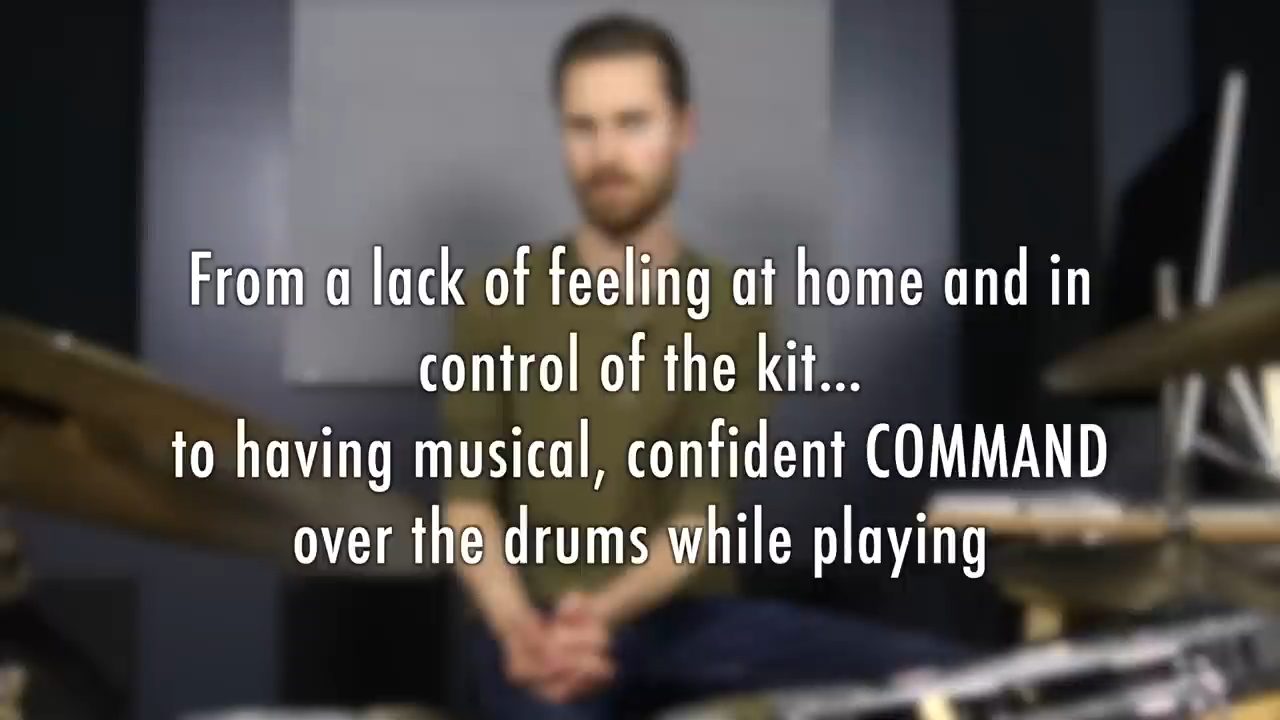 From a lack of feeling at home and in
control of the kit...
to having musical, confident COMMAND
over the drums while playing